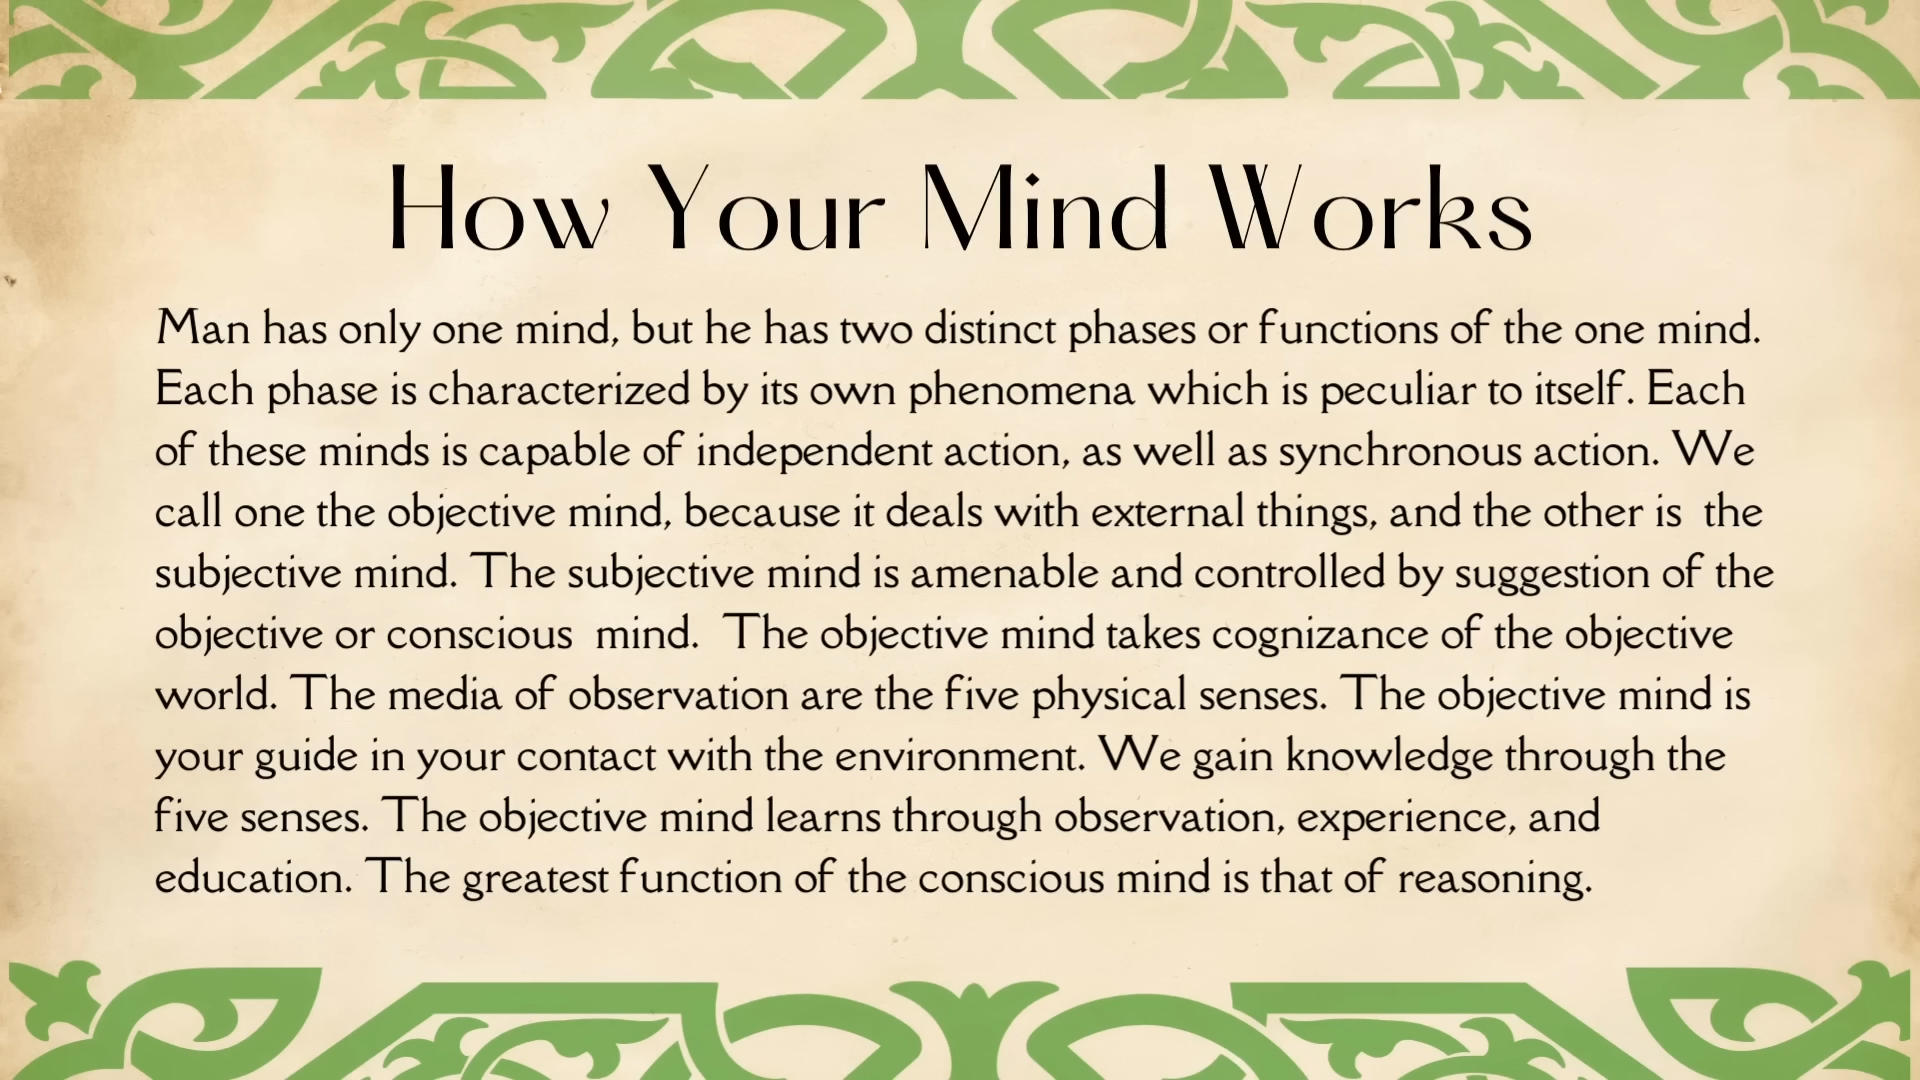 How Your Mind Works
Man has only one mind, but he has two distinct phases or functions of the one mind.
Each phase is characterized by its own phenomena which is peculiar to itself. Each
of these minds is capable of independent action, as well as synchronous action. We
call one the objective mind, because it deals with external things, and the other is  the
subjective mind. The subjective mind is amenable and controlled by suggestion of the
objective or conscious  mind.  The objective mind takes cognizance of the objective
world. The media of observation are the five physical senses. The objective mind is
your guide in your contact with the environment. We gain knowledge through the
five senses. The objective mind learns through observation, experience, and
education. The greatest function of the conscious mind is that of reasoning.